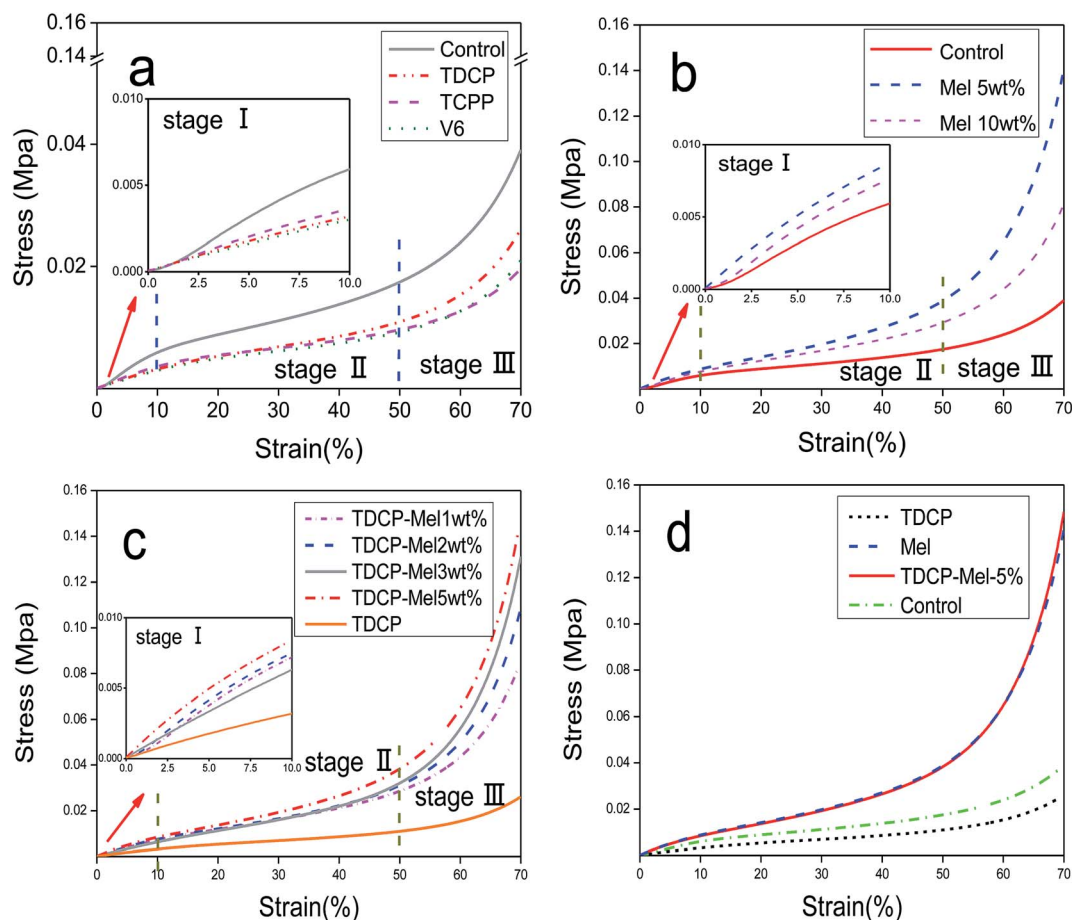 a
Control
TDCP
TCPP
V6
stage Ⅰ
0.010
0.005
0.000
0.0 2.5 5.0 7.5 10.0
stage Ⅱ
stage Ⅲ
0.16
0.14
0.04
0.02
0 10 20 30 40 50 60 70
Stress (Mpa)
Strain(%)
b
Control
Mel 5wt%
Mel 10wt%
stage Ⅰ
0.010
0.005
0.000
0.0 2.5 5.0 7.5 10.0
stage Ⅱ
stage Ⅲ
0.16
0.14
0.12
0.10
0.08
0.06
0.04
0.02
0 10 20 30 40 50 60 70
Stress (Mpa)
Strain(%)
c
TDCP-Mel1wt%
TDCP-Mel2wt%
TDCP-Mel3wt%
TDCP-Mel5wt%
TDCP
stage Ⅰ
0.010
0.005
0.000
0.0 2.5 5.0 7.5 10.0
stage Ⅱ
stage Ⅲ
0.16
0.14
0.12
0.10
0.08
0.06
0.04
0.02
0 10 20 30 40 50 60 70
Stress (Mpa)
Strain(%)
d
TDCP
Mel
TDCP-Mel-5%
Control
0.16
0.14
0.12
0.10
0.08
0.06
0.04
0.02
0 10 20 30 40 50 60 70
Stress (Mpa)
Strain(%)